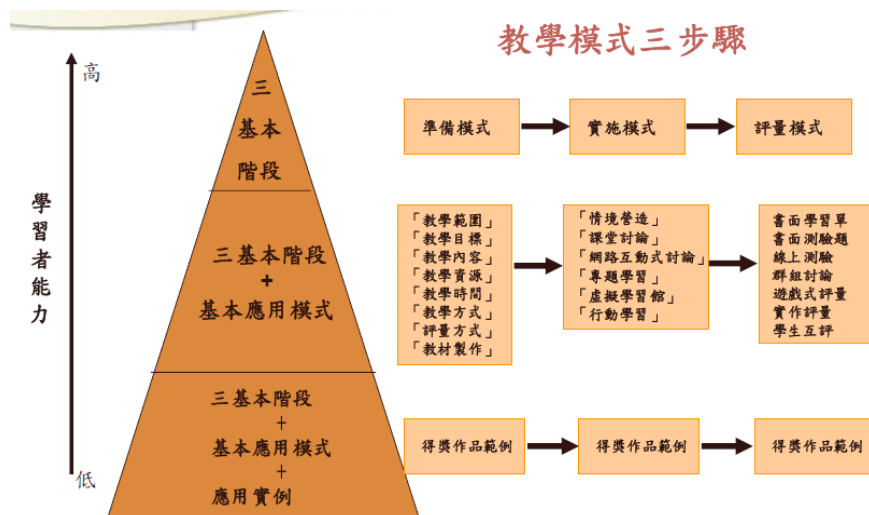 教學模式三步驟
高
學習者能力
低
三
基本
階段
三基本階段
+
基本應用模式
三基本階段
+
基本應用模式
+
應用實例
準備模式
實施模式
評量模式
「教學範圍」
「教學目標」
「教學內容」
「教學資源」
「教學時間」
「教學方式」
「評量方式」
「教材製作」
「情境營造」
「課堂討論」
「網路互動式討論」
「專題學習」
「虛擬學習館」
「行動學習」
書面學習單
書面測驗題
線上測驗
群組討論
遊戲式評量
實作評量
學生互評
得獎作品範例
得獎作品範例
得獎作品範例